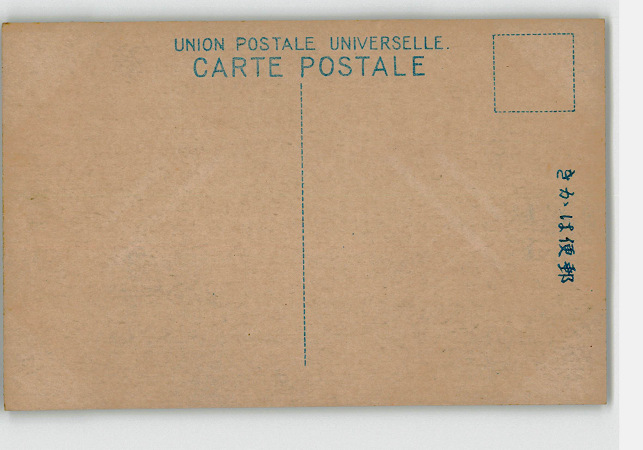 UNION POSTALE UNIVERSELLE.
CARTE POSTALE
きかは便郵